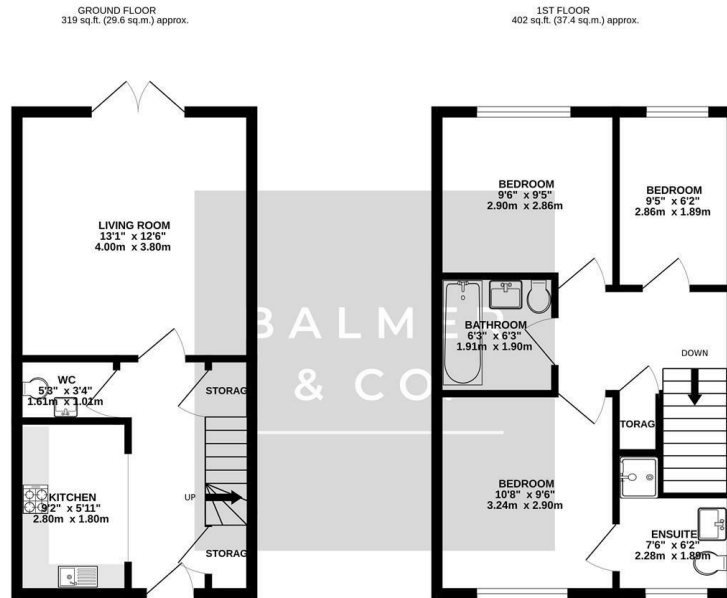 GROUND FLOOR
319 sq.ft. (29.6 sq.m.) approx.
1ST FLOOR
402 sq.ft. (37.4 sq.m.) approx.
LIVING ROOM
13'1" x 12'6"
4.00m x 3.80m
WC
5'3" x 3'4"
1.61m x 1.01m
STORAG
KITCHEN
9'2" x 5'11"
2.80m x 1.80m
UP
STORAG
BEDROOM
9'6" x 9'5"
2.90m x 2.86m
BEDROOM
9'5" x 6'2"
2.86m x 1.89m
BATHROOM
6'3" x 6'3"
1.91m x 1.90m
DOWN
TORAG
BEDROOM
10'8" x 9'6"
3.24m x 2.90m
ENSUITE
7'6" x 6'2"
2.28m x 1.89m
BALMER
& CO.